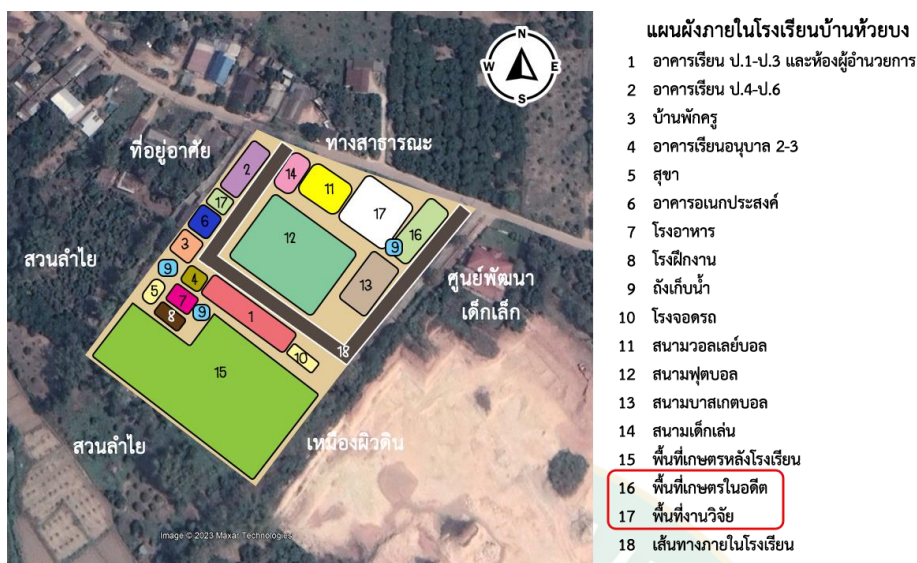 N
W
E
S
ทางสาธารณะ
ที่อยู่อาศัย
2
14
11
17
17
16
6
12
9
3
สวนลำไย
9
4
13
ศูนย์พัฒนา
เด็กเล็ก
5
7
9
1
8
18
10
15
สวนลำไย
เหมืองผิวดิน
Image © 2023 Maxar Technologies
แผนผังภายในโรงเรียนบ้านห้วยบง
1 อาคารเรียน ป.1-ป.3 และห้องผู้อำนวยการ
2 อาคารเรียน ป.4-ป.6
3 บ้านพักครู
4 อาคารเรียนอนุบาล 2-3
5 สุขา
6 อาคารอเนกประสงค์
7 โรงอาหาร
8 โรงฝึกงาน
9 ถังเก็บน้ำ
10 โรงจอดรถ
11 สนามวอลเลย์บอล
12 สนามฟุตบอล
13 สนามบาสเกตบอล
14 สนามเด็กเล่น
15 พื้นที่เกษตรหลังโรงเรียน
16 พื้นที่เกษตรในอดีต
17 พื้นที่งานวิจัย
18 เส้นทางภายในโรงเรียน